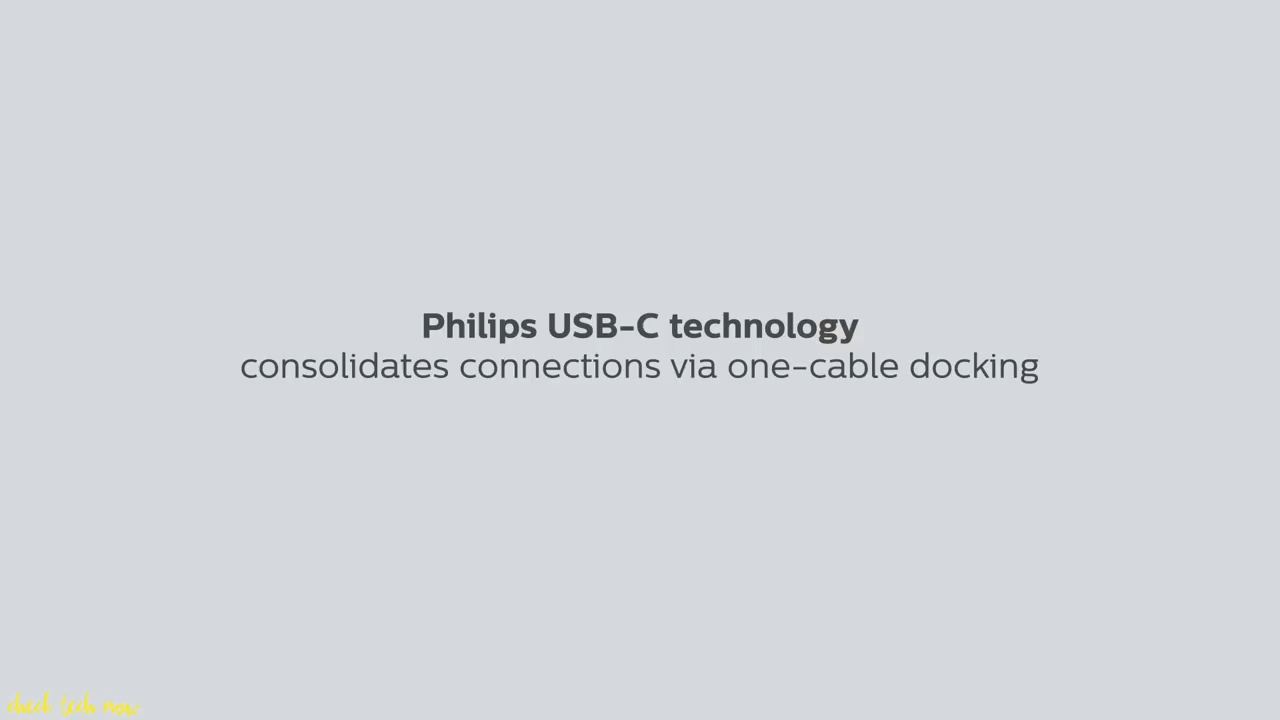 Philips USB-C technology
consolidates connections via one-cable docking
check tech now